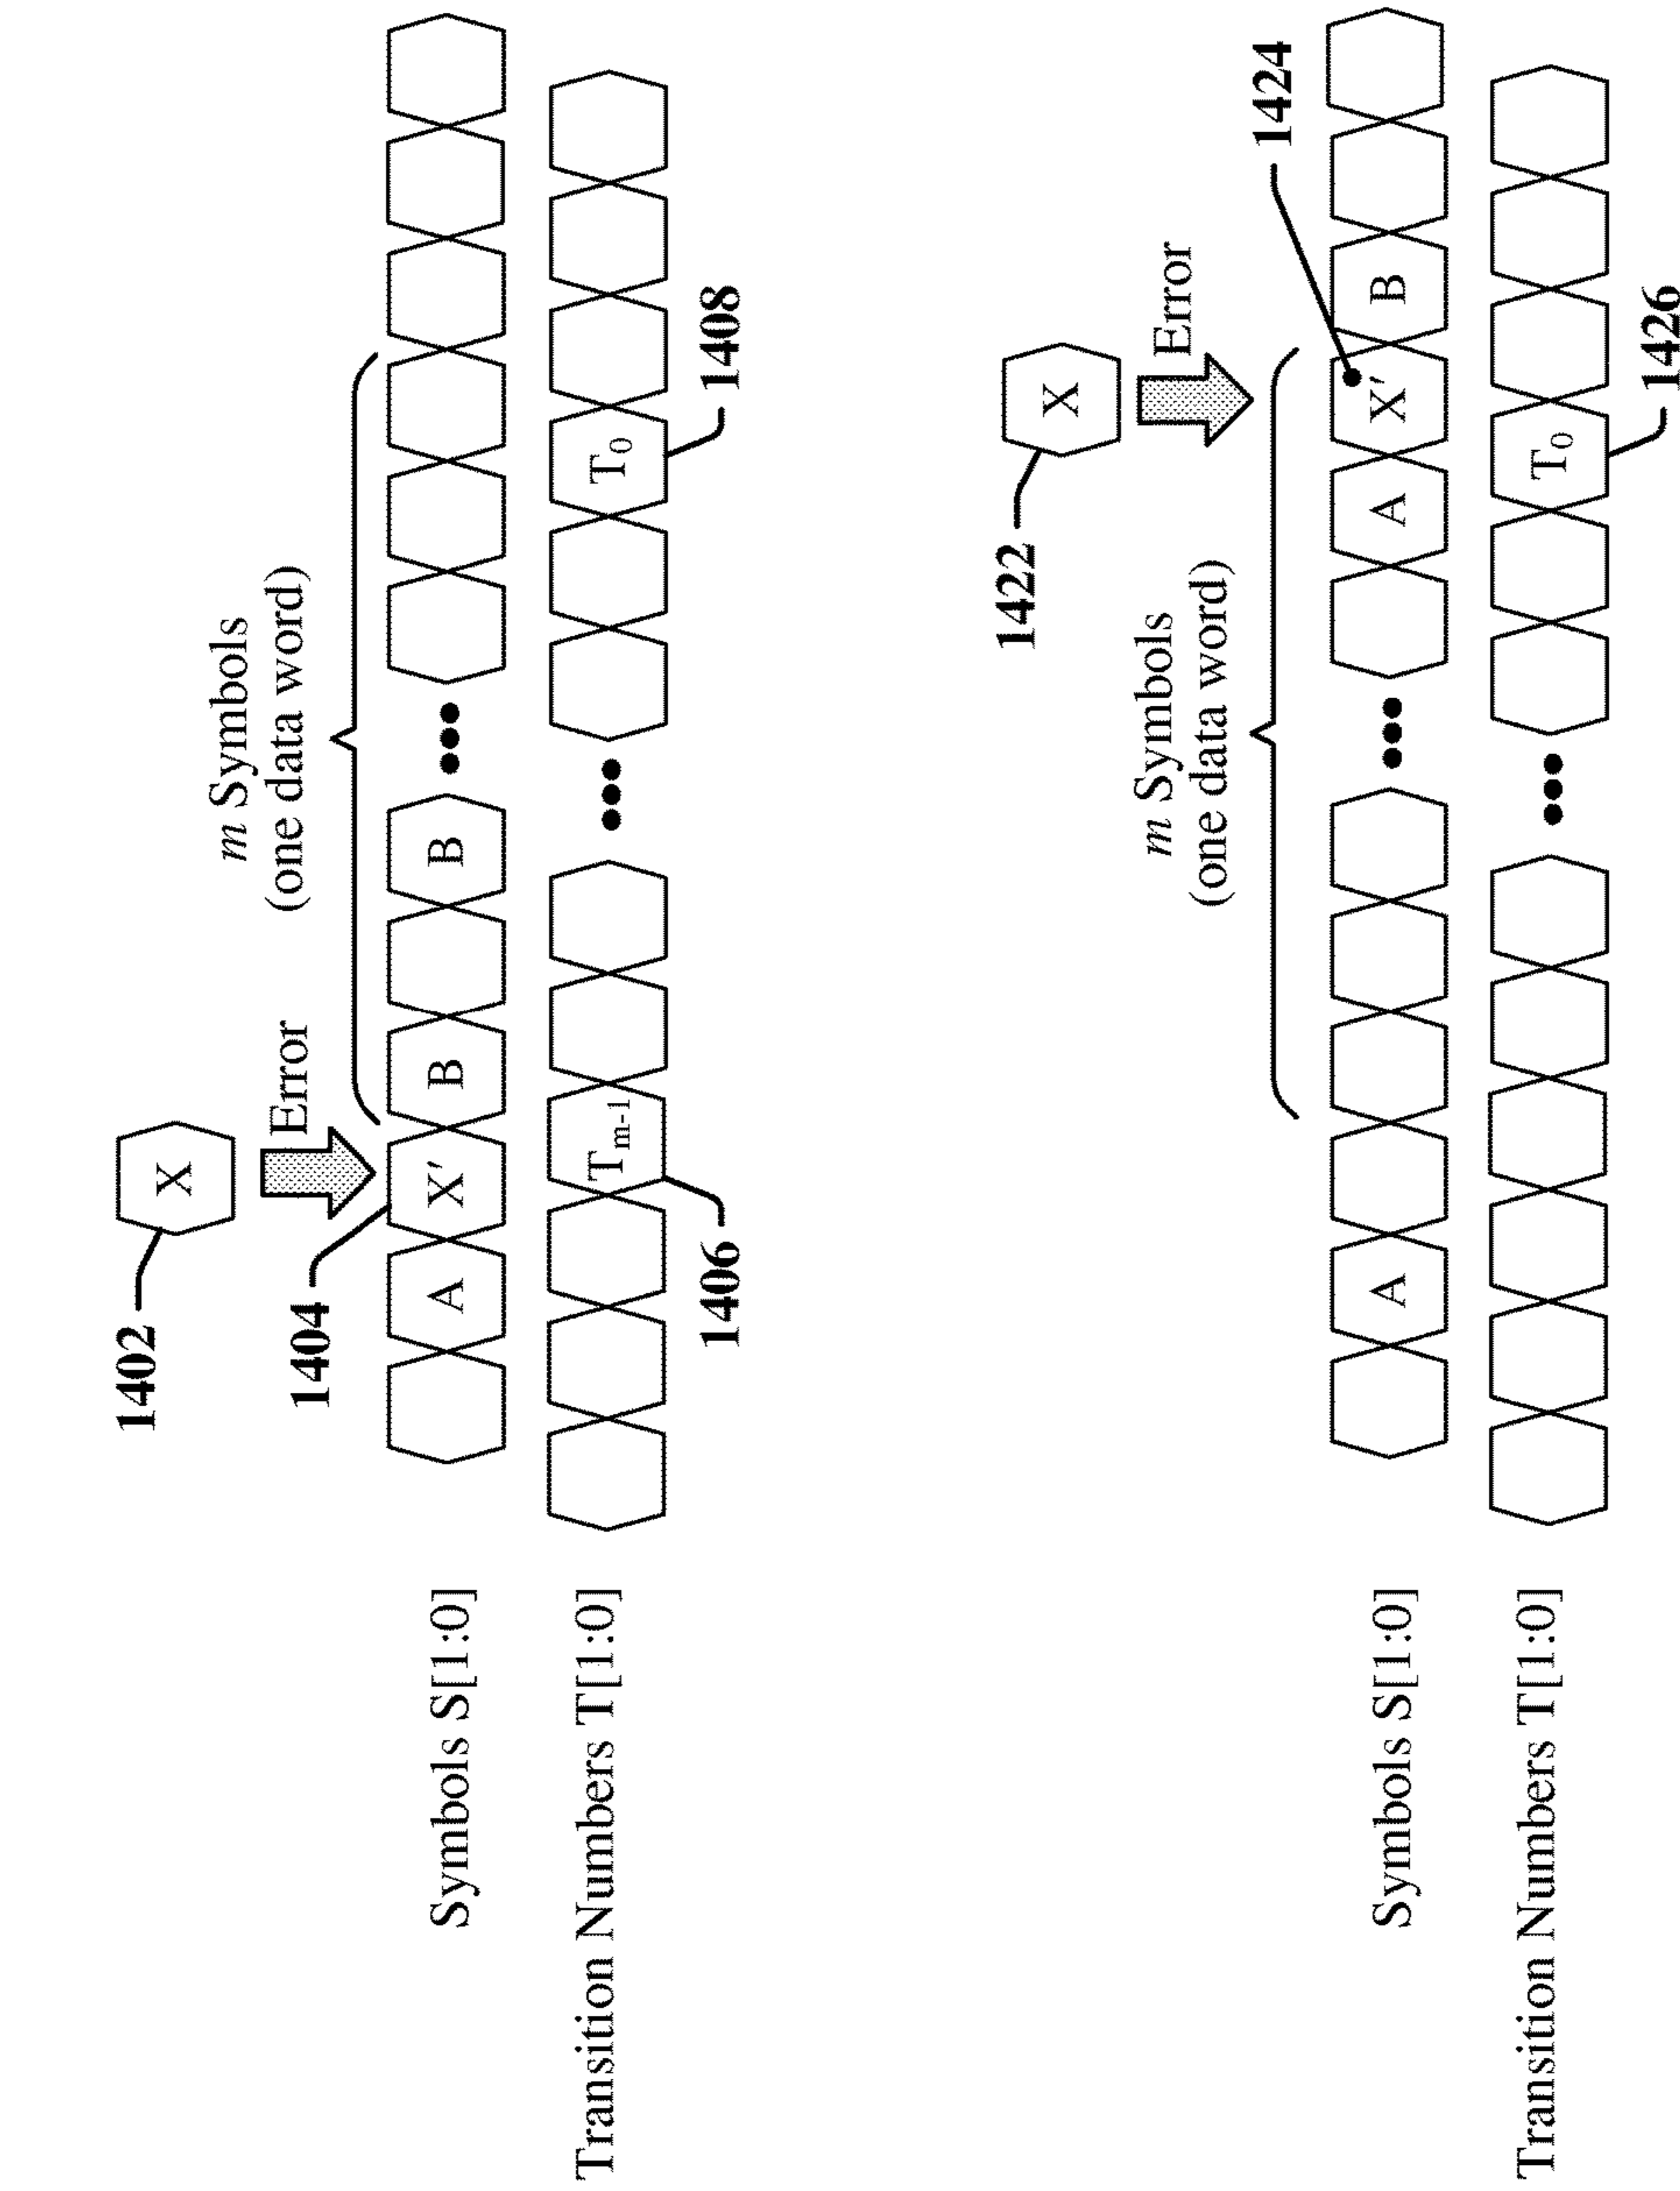 1402
X
Error
m Symbols
(one data word)
1404
Symbols S[1:0]
A
X'
B
B
Transition Numbers T[1:0]
Tm-1
T0
1406
1408
1422
X
Error
1424
m Symbols
(one data word)
Symbols S[1:0]
A
A
X'
B
Transition Numbers T[1:0]
T0
1426